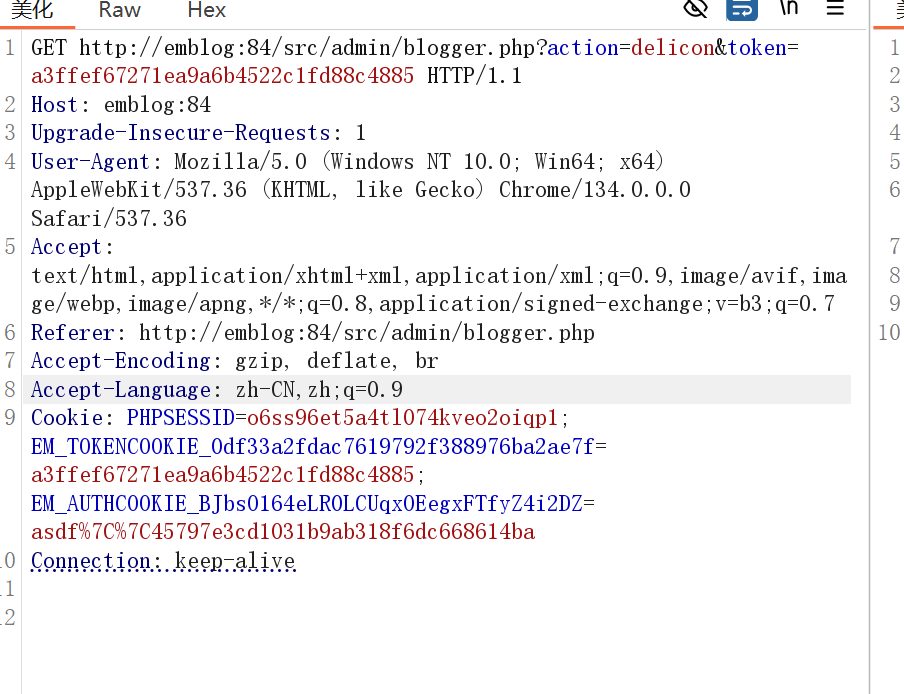 美化 Raw Hex \n
1 GET http://emblog:84/src/admin/blogger.php?action=delicon&token= 1
a3ffef67271ea9a6b4522c1fd88c4885 HTTP/1.1 2
2 Host: emblog:84 3
3 Upgrade-Insecure-Requests: 1 4
4 User-Agent: Mozilla/5.0 (Windows NT 10.0; Win64; x64) 5
AppleWebKit/537.36 (KHTML, like Gecko) Chrome/134.0.0.0 6
Safari/537.36
5 Accept: 7
text/html,application/xhtml+xml,application/xml;q=0.9,image/avif,ima 8
ge/webp,image/apng,*/*;q=0.8,application/signed-exchange;v=b3;q=0.7 9
6 Referer: http://emblog:84/src/admin/blogger.php 10
7 Accept-Encoding: gzip, deflate, br
8 Accept-Language: zh-CN,zh;q=0.9
9 Cookie: PHPSESSID=o6ss96et5a4tl074kveo2oiqp1;
EM_TOKENCOOKIE_0df33a2fdac7619792f388976ba2ae7f=
a3ffef67271ea9a6b4522c1fd88c4885;
EM_AUTHCOOKIE_BJbsO164eLROLCUqxOEegxFTfyZ4i2DZ=
asdf%7C%7C45797e3cd1031b9ab318f6dc668614ba
0 Connection: keep-alive
1
2